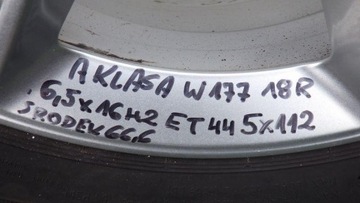 A KLASA W177 18R
6,5x16H2 ET44 5x112
ŚRODEK 66,6